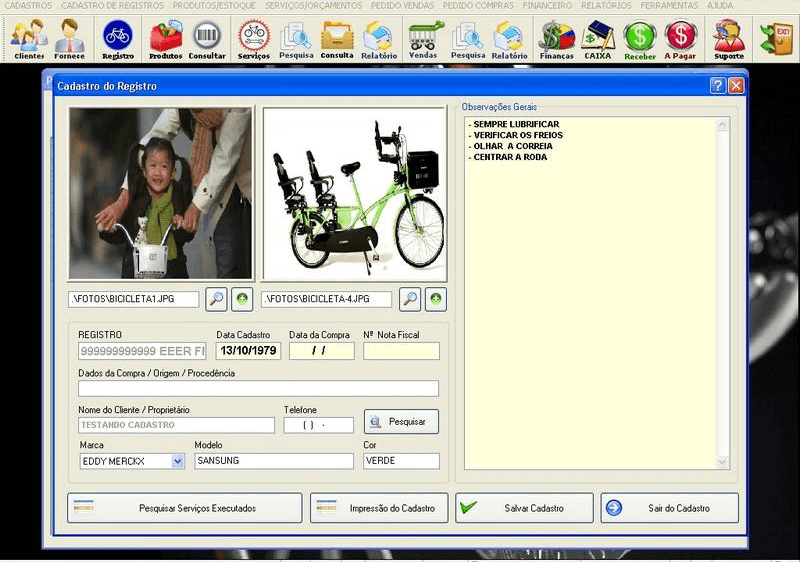 CADASTROS CADASTRO DE REGISTROS PRODUTOS/ESTOQUE SERVIÇOS/ORÇAMENTOS PEDIDO VENDAS PEDIDO COMPRAS FINANCEIRO RELATÓRIOS FERRAMENTAS AJUDA
EXIT
Clientes Fornece Registro Produtos Consultar Serviços Pesquisa Consulta Relatório Vendas Pesquisa Relatório Finanças CAIXA Receber A Pagar Suporte
Cadastro do Registro
Observações Gerais
- SEMPRE LUBRIFICAR
- VERIFICAR OS FREIOS
- OLHAR A CORREIA
- CENTRAR A RODA
.\FOTOS\BICICLETA1.JPG .\FOTOS\BICICLETA-4.JPG
REGISTRO Data Cadastro Data da Compra Nº Nota Fiscal
999999999999 EEER 13/10/1979 / /
Dados da Compra / Origem / Procedência
Nome do Cliente / Proprietário Telefone
TESTANDO CADASTRO ( ) - Pesquisar
Marca Modelo Cor
EDDY MERCKX SANSUNG VERDE
Pesquisar Serviços Executados Impressão do Cadastro Salvar Cadastro Sair do Cadastro